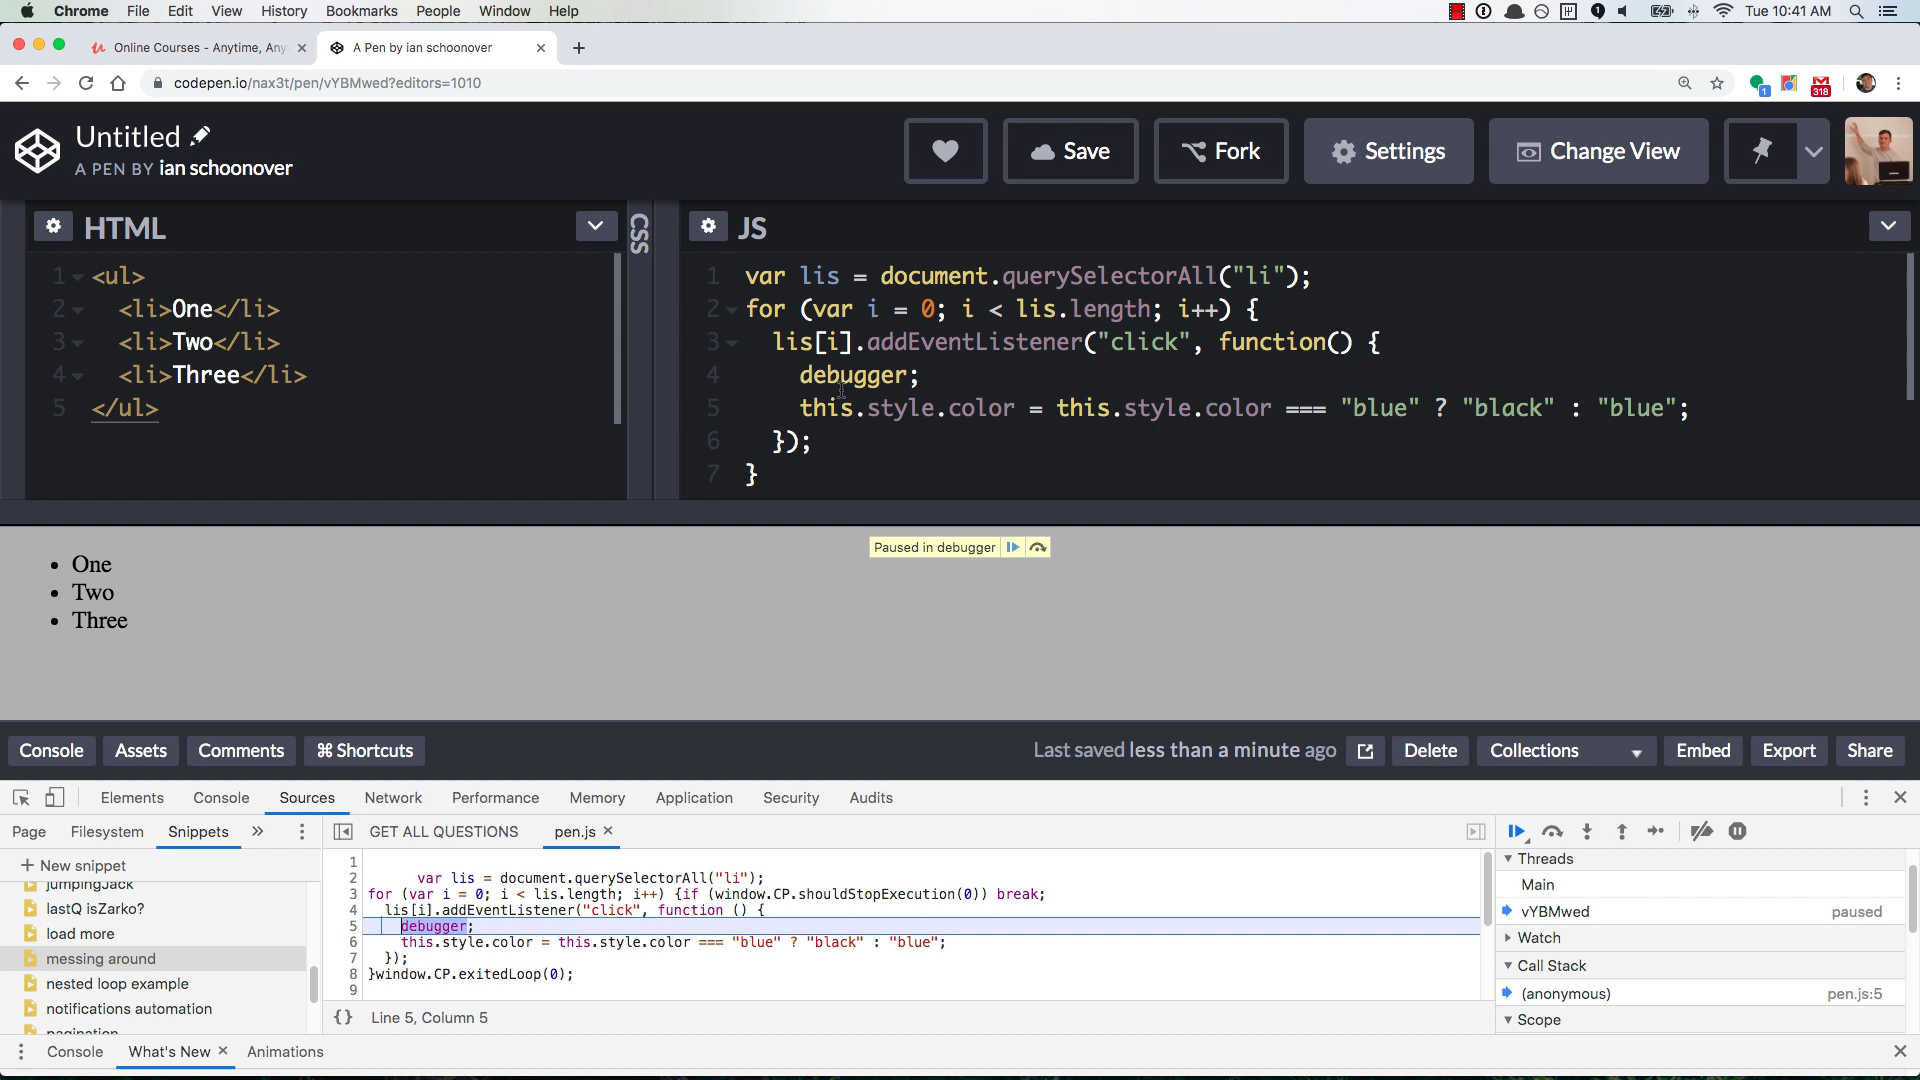 Chrome File Edit View History Bookmarks People Window Help Tue 10:41 AM
Online Courses - Anytime, Any
A Pen by ian schoonover
codepen.io/nax3t/pen/vYBMwed?editors=1010
1
318
Untitled
A PEN BY ian schoonover
Save
Fork
Settings
Change View
HTML
CSS
JS
1 <ul>
2 <li>One</li>
3 <li>Two</li>
4 <li>Three</li>
5 </ul>
1 var lis = document.querySelectorAll("li");
2 for (var i = 0; i < lis.length; i++) {
3 lis[i].addEventListener("click", function() {
4 debugger;
5 this.style.color = this.style.color === "blue" ? "black" : "blue";
6 });
7 }
Paused in debugger
• One
• Two
• Three
Console Assets Comments ⌘ Shortcuts
Last saved less than a minute ago
Delete Collections Embed Export Share
Elements Console Sources Network Performance Memory Application Security Audits
Page Filesystem Snippets »
GET ALL QUESTIONS pen.js
+ New snippet
jumpingJack
lastQ isZarko?
load more
messing around
nested loop example
notifications automation
pagination
1
2 var lis = document.querySelectorAll("li");
3 for (var i = 0; i < lis.length; i++) {if (window.CP.shouldStopExecution(0)) break;
4 lis[i].addEventListener("click", function () {
5 debugger;
6 this.style.color = this.style.color === "blue" ? "black" : "blue";
7 });
8 }window.CP.exitedLoop(0);
9
{} Line 5, Column 5
Threads
Main
vYBMwed paused
Watch
Call Stack
(anonymous) pen.js:5
Scope
Console What's New Animations